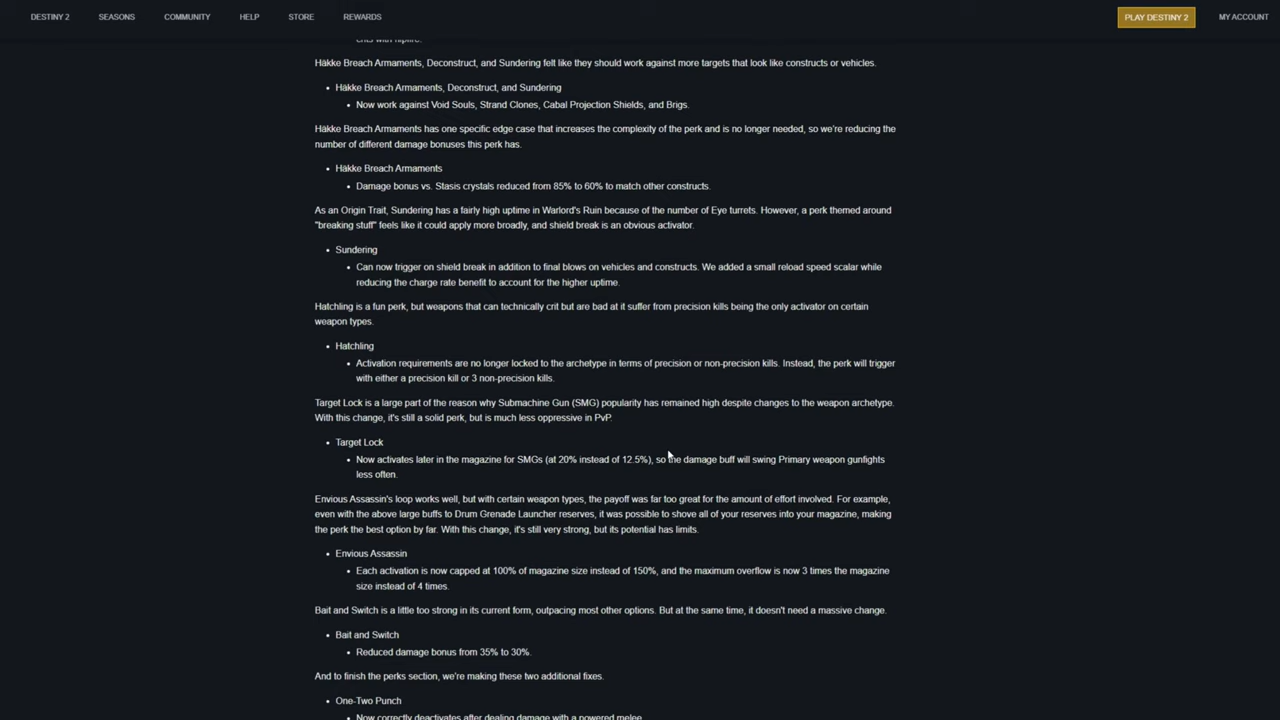 DESTINY 2 SEASONS COMMUNITY HELP STORE REWARDS PLAY DESTINY 2 MY ACCOUNT
crits with hipfire.
Häkke Breach Armaments, Deconstruct, and Sundering felt like they should work against more targets that look like constructs or vehicles.
• Häkke Breach Armaments, Deconstruct, and Sundering
• Now work against Void Souls, Strand Clones, Cabal Projection Shields, and Brigs.
Häkke Breach Armaments has one specific edge case that increases the complexity of the perk and is no longer needed, so we're reducing the
number of different damage bonuses this perk has.
• Häkke Breach Armaments
• Damage bonus vs. Stasis crystals reduced from 85% to 60% to match other constructs.
As an Origin Trait, Sundering has a fairly high uptime in Warlord's Ruin because of the number of Eye turrets. However, a perk themed around
"breaking stuff" feels like it could apply more broadly, and shield break is an obvious activator.
• Sundering
• Can now trigger on shield break in addition to final blows on vehicles and constructs. We added a small reload speed scalar while
reducing the charge rate benefit to account for the higher uptime.
Hatchling is a fun perk, but weapons that can technically crit but are bad at it suffer from precision kills being the only activator on certain
weapon types.
• Hatchling
• Activation requirements are no longer locked to the archetype in terms of precision or non-precision kills. Instead, the perk will trigger
with either a precision kill or 3 non-precision kills.
Target Lock is a large part of the reason why Submachine Gun (SMG) popularity has remained high despite changes to the weapon archetype.
With this change, it's still a solid perk, but is much less oppressive in PvP.
• Target Lock
• Now activates later in the magazine for SMGs (at 20% instead of 12.5%), so the damage buff will swing Primary weapon gunfights
less often.
Envious Assassin's loop works well, but with certain weapon types, the payoff was far too great for the amount of effort involved. For example,
even with the above large buffs to Drum Grenade Launcher reserves, it was possible to shove all of your reserves into your magazine, making
the perk the best option by far. With this change, it's still very strong, but its potential has limits.
• Envious Assassin
• Each activation is now capped at 100% of magazine size instead of 150%, and the maximum overflow is now 3 times the magazine
size instead of 4 times.
Bait and Switch is a little too strong in its current form, outpacing most other options. But at the same time, it doesn't need a massive change.
• Bait and Switch
• Reduced damage bonus from 35% to 30%.
And to finish the perks section, we're making these two additional fixes.
• One-Two Punch
• Now correctly deactivates after dealing damage with a powered melee.